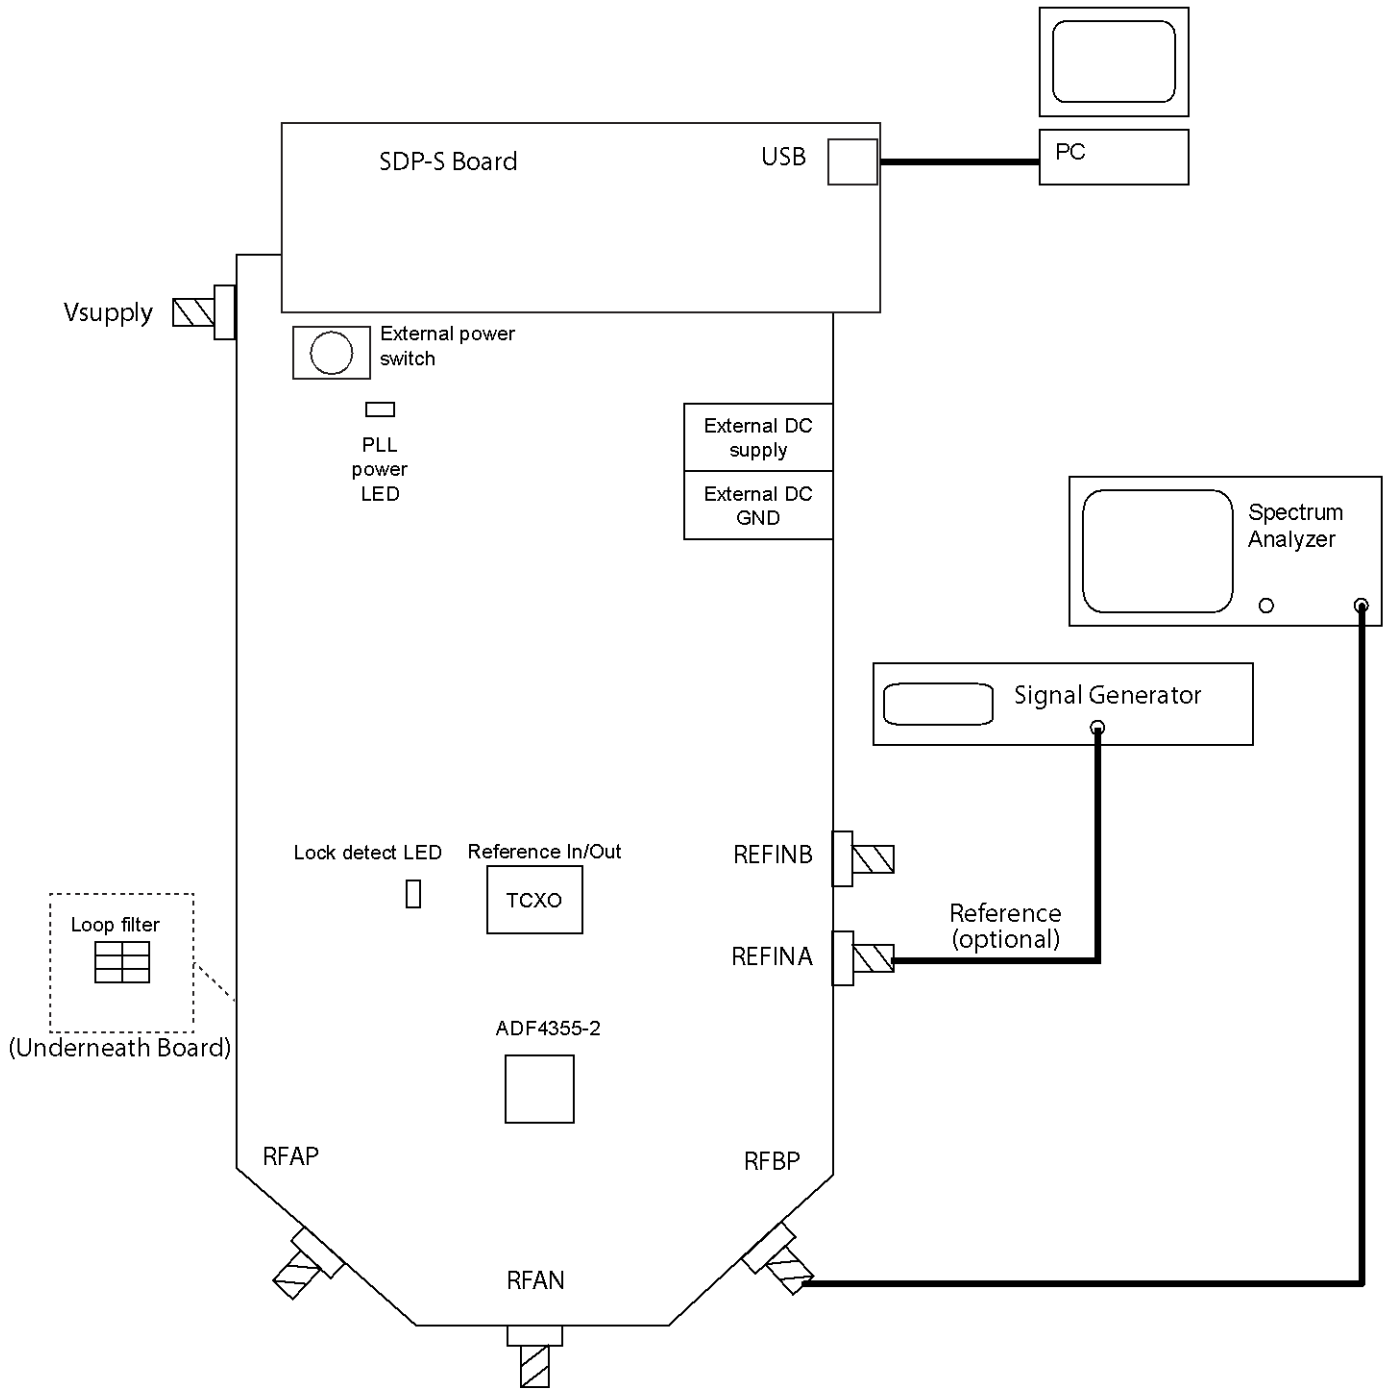 PC
SDP-S Board
USB
Vsupply
External power
switch
PLL
power
LED
External DC
supply
External DC
GND
Spectrum
Analyzer
Signal Generator
Lock detect LED
Reference In/Out
TCXO
REFINB
Reference
(optional)
REFINA
Loop filter
(Underneath Board)
ADF4355-2
RFAP
RFBP
RFAN